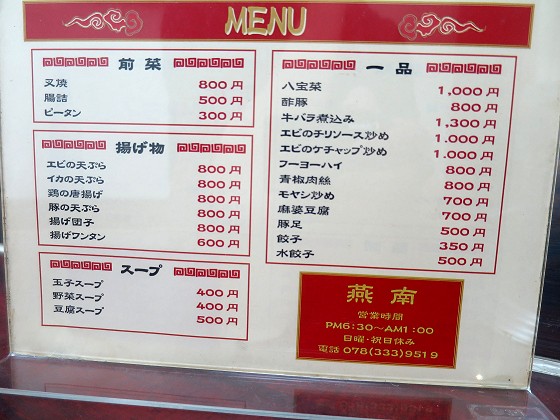 MENU
前菜
叉焼 800円
腸詰 500円
ピータン 300円
揚げ物
エビの天ぷら 800円
イカの天ぷら 800円
鶏の唐揚げ 800円
豚の天ぷら 800円
揚げ団子 800円
揚げワンタン 600円
スープ
玉子スープ 400円
野菜スープ 400円
豆腐スープ 500円
一品
八宝菜 1,000円
酢豚 800円
牛バラ煮込み 1,300円
エビのチリソース炒め 1,000円
エビのケチャップ炒め 1,000円
フーヨーハイ 800円
青椒肉絲 800円
モヤシ炒め 700円
麻婆豆腐 700円
豚足 500円
餃子 350円
水餃子 500円
燕南
営業時間
PM6:30～AM1:00
日曜・祝日休み
電話 078(333)9519